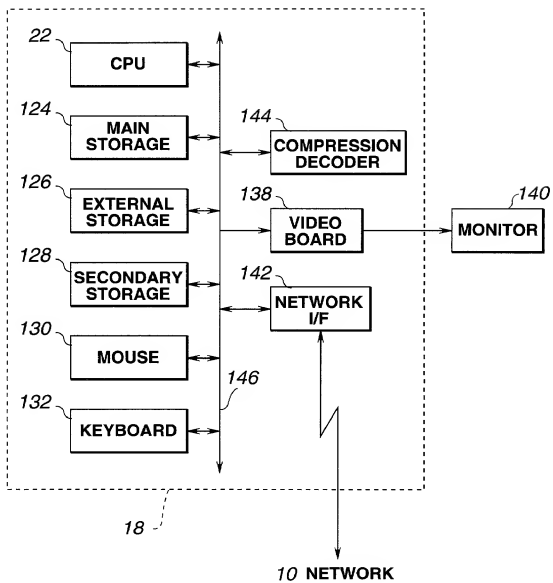 22
CPU
124
MAIN
STORAGE
126
EXTERNAL
STORAGE
128
SECONDARY
STORAGE
130
MOUSE
132
KEYBOARD
144
COMPRESSION
DECODER
138
VIDEO
BOARD
140
MONITOR
142
NETWORK
I/F
146
18
10 NETWORK